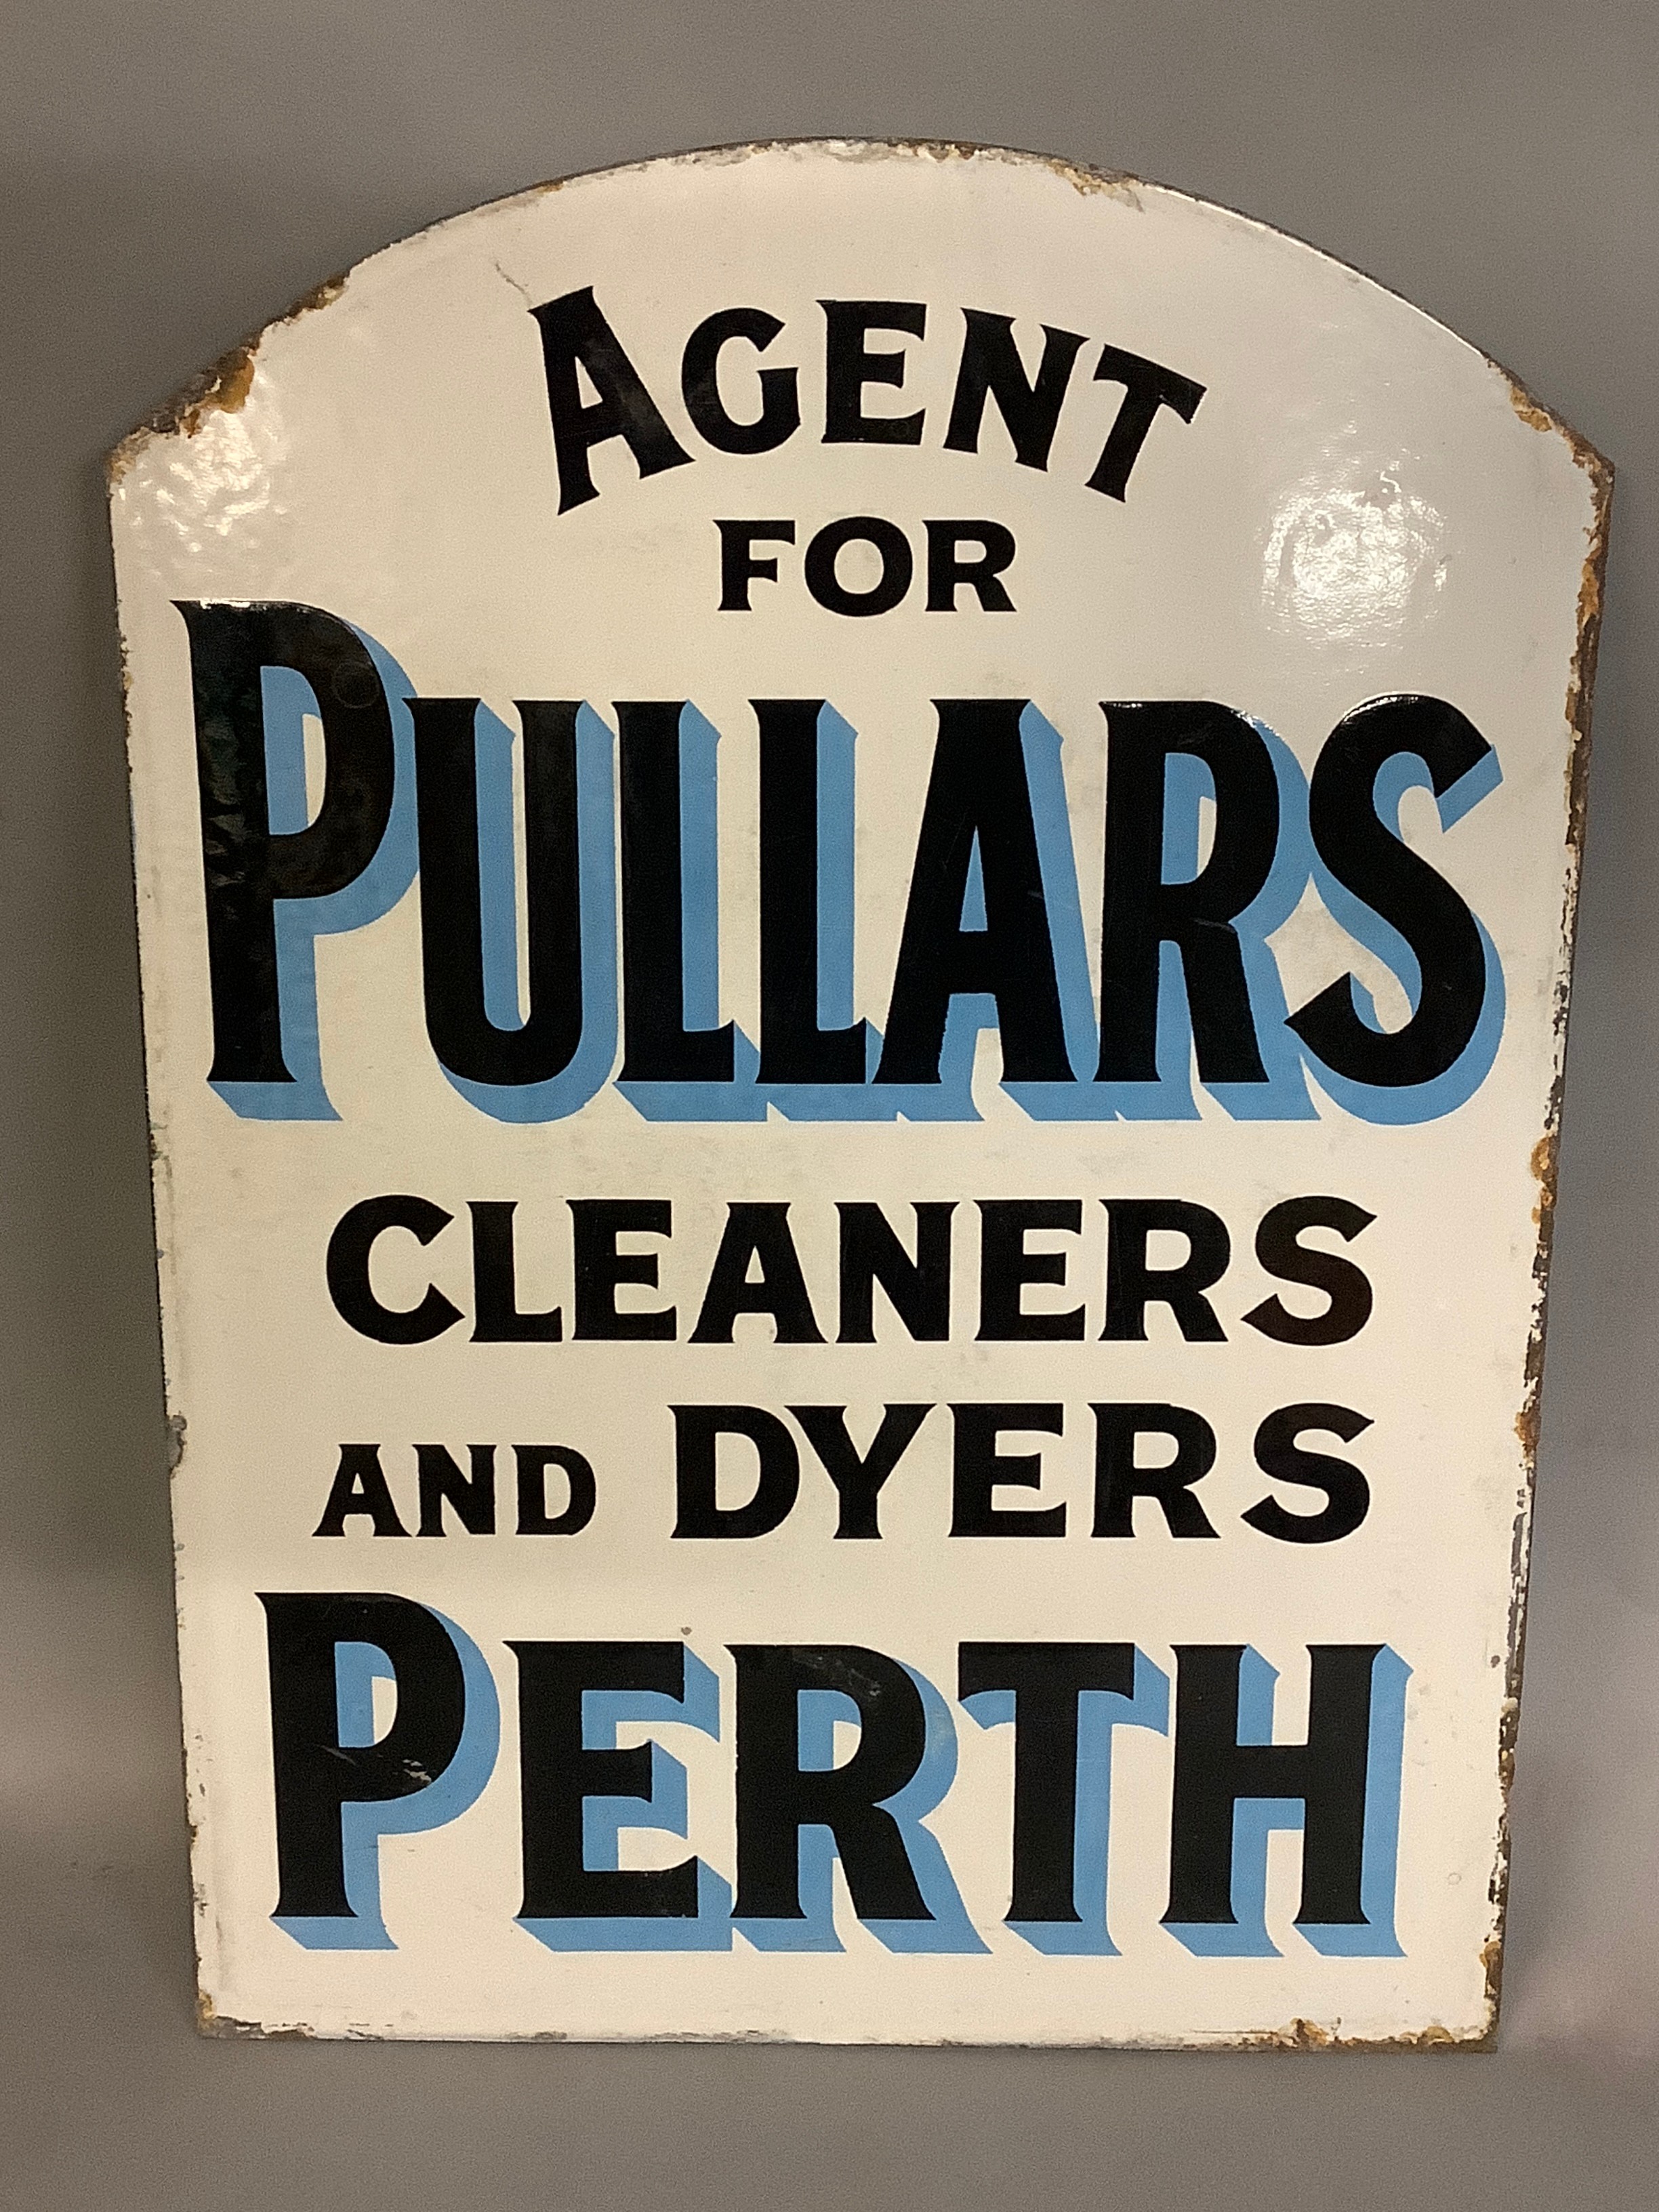 AGENT
FOR
PULLARS
CLEANERS
AND DYERS
PERTH